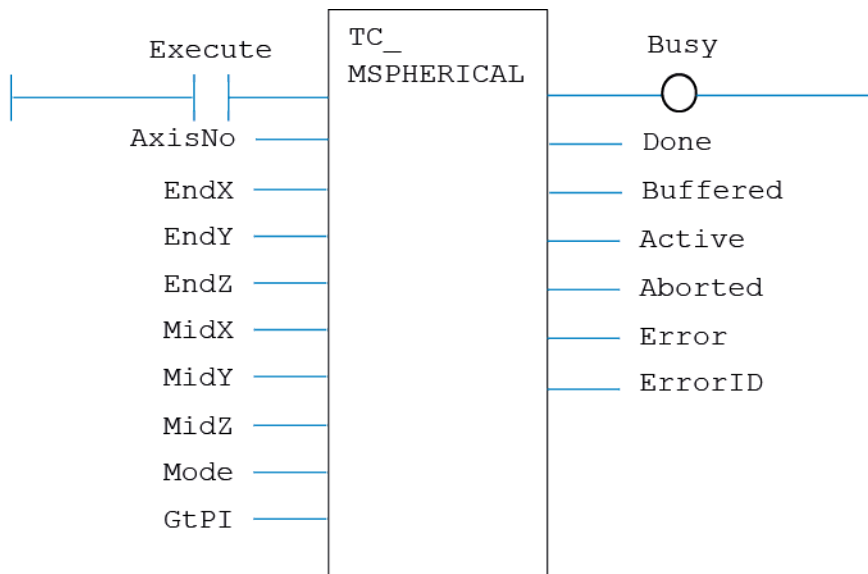 Execute
TC_
MSPHERICAL
Busy
AxisNo
Done
EndX
Buffered
EndY
Active
EndZ
Aborted
MidX
Error
MidY
ErrorID
MidZ
Mode
GtPI